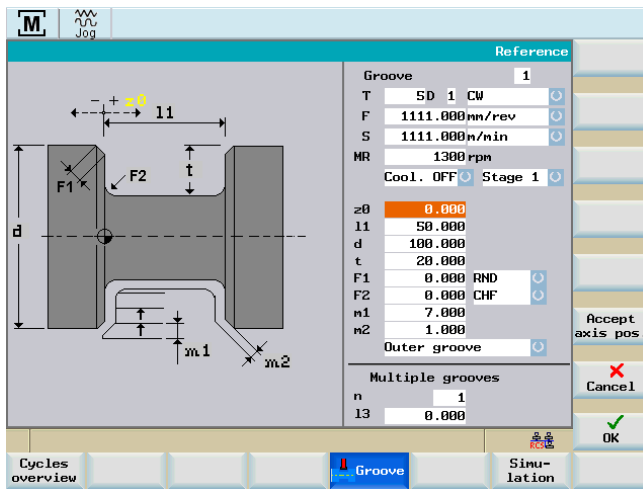 M
Jog
Reference
Groove 1
T 5 D 1 CW
F 1111.000 mm/rev
S 1111.000 m/min
MR 1300 rpm
Cool. OFF Stage 1
z0 0.000
l1 50.000
d 100.000
t 20.000
F1 0.000 RND
F2 0.000 CHF
m1 7.000
m2 1.000
Outer groove
Multiple grooves
n 1
l3 0.000
- + z0
l1
F1
F2
t
d
m1
m2
Accept
axis pos
Cancel
OK
RCS
Cycles
overview
Groove
Simu-
lation